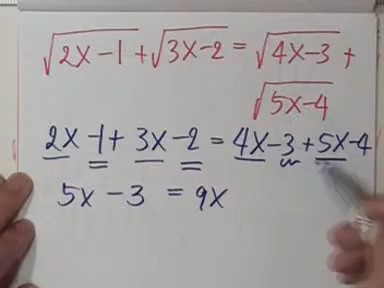 √2x-1 + √3x-2 = √4x-3 +
√5x-4
2x-1+ 3x-2 = 4x-3+5x-4
5x-3 = 9x